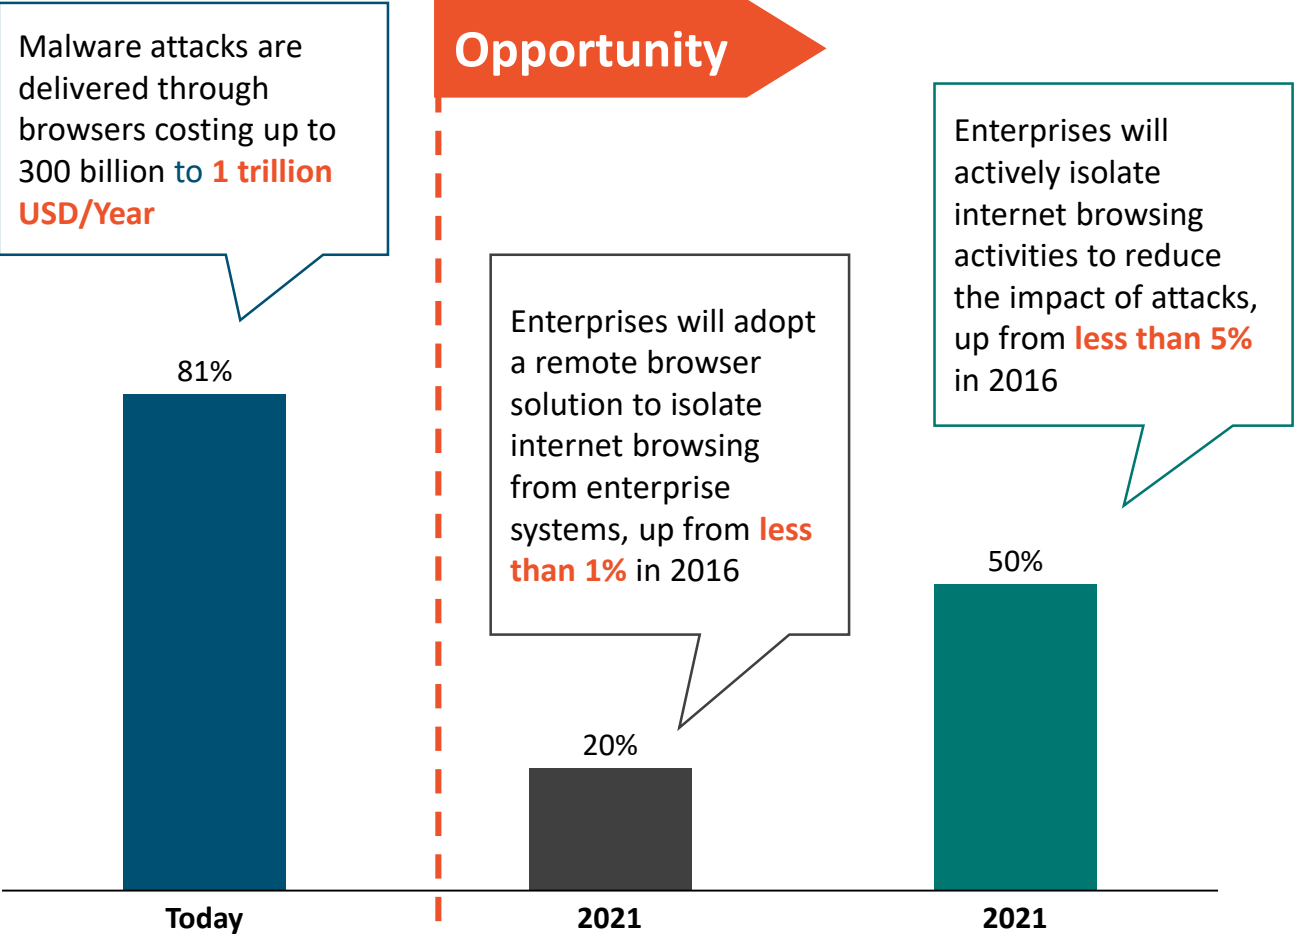 Malware attacks are
delivered through
browsers costing up to
300 billion to 1 trillion
USD/Year
81%
Today
Opportunity
Enterprises will adopt
a remote browser
solution to isolate
internet browsing
from enterprise
systems, up from less
than 1% in 2016
20%
2021
Enterprises will
actively isolate
internet browsing
activities to reduce
the impact of attacks,
up from less than 5%
in 2016
50%
2021